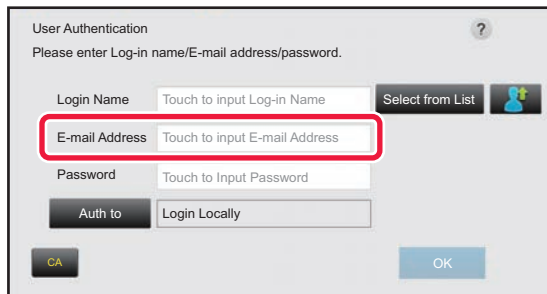 User Authentication ?
Please enter Log-in name/E-mail address/password.
Login Name Touch to input Log-in Name Select from List
E-mail Address Touch to input E-mail Address
Password Touch to Input Password
Auth to Login Locally
CA OK